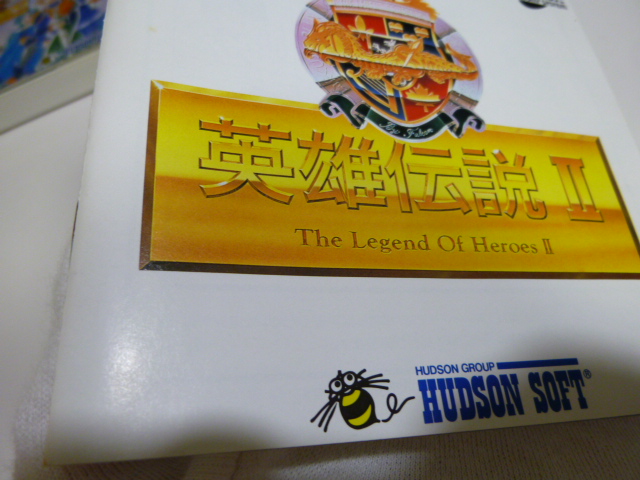 英雄伝説 II
The Legend Of Heroes II
HUDSON GROUP
HUDSON SOFT®